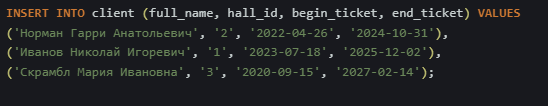 INSERT INTO client (full_name, hall_id, begin_ticket, end_ticket) VALUES
('Норман Гарри Анатольевич', '2', '2022-04-26', '2024-10-31'),
('Иванов Николай Игоревич', '1', '2023-07-18', '2025-12-02'),
('Скрамбл Мария Ивановна', '3', '2020-09-15', '2027-02-14');